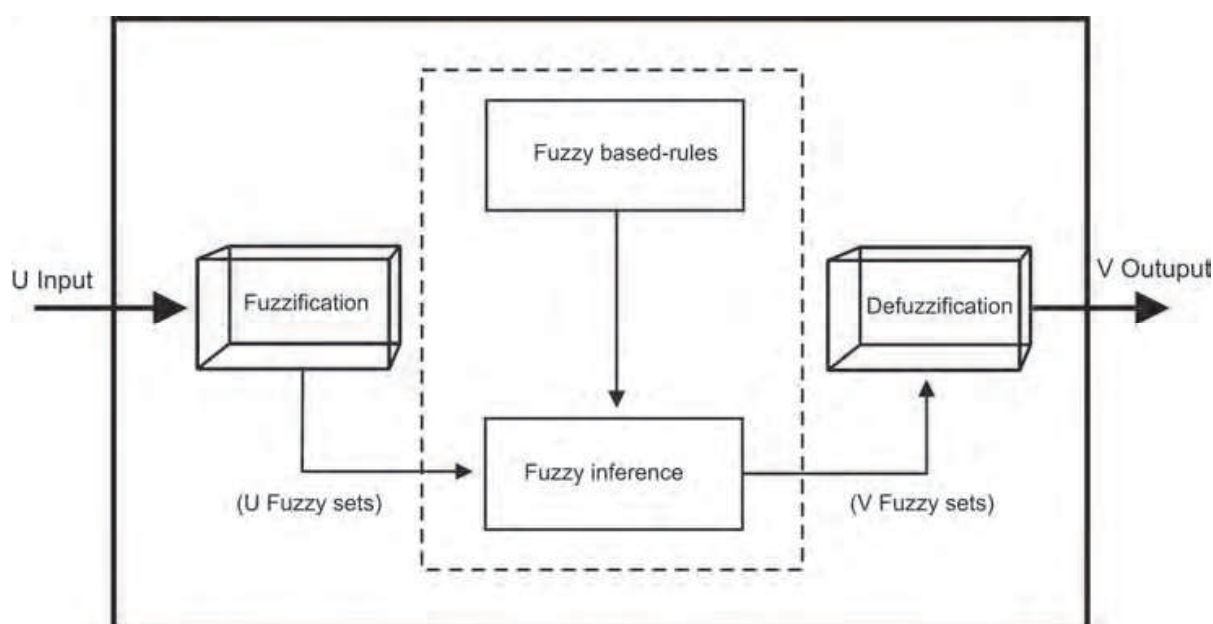 Fuzzy based-rules
U Input
Fuzzification
Defuzzification
V Outuput
Fuzzy inference
(U Fuzzy sets)
(V Fuzzy sets)